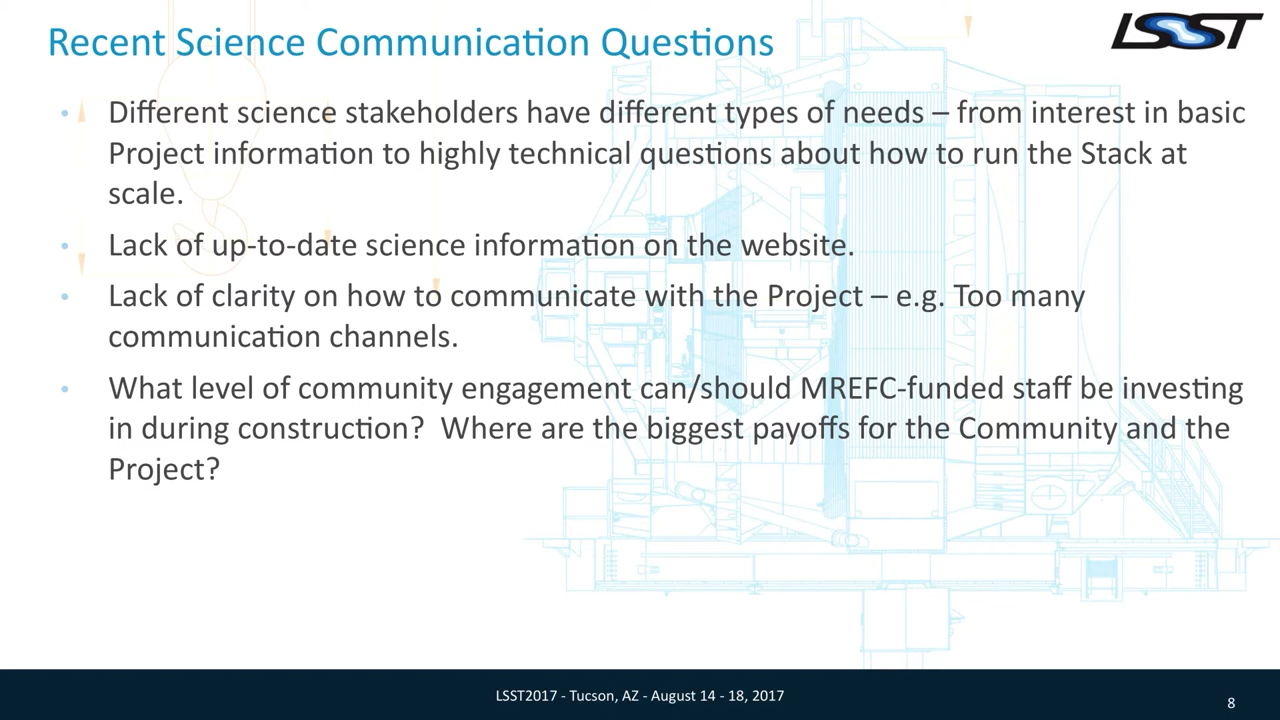 Recent Science Communication Questions
LSST
• Different science stakeholders have different types of needs – from interest in basic
Project information to highly technical questions about how to run the Stack at
scale.
• Lack of up-to-date science information on the website.
• Lack of clarity on how to communicate with the Project – e.g. Too many
communication channels.
• What level of community engagement can/should MREFC-funded staff be investing
in during construction?  Where are the biggest payoffs for the Community and the
Project?
LSST2017 - Tucson, AZ - August 14 - 18, 2017
8